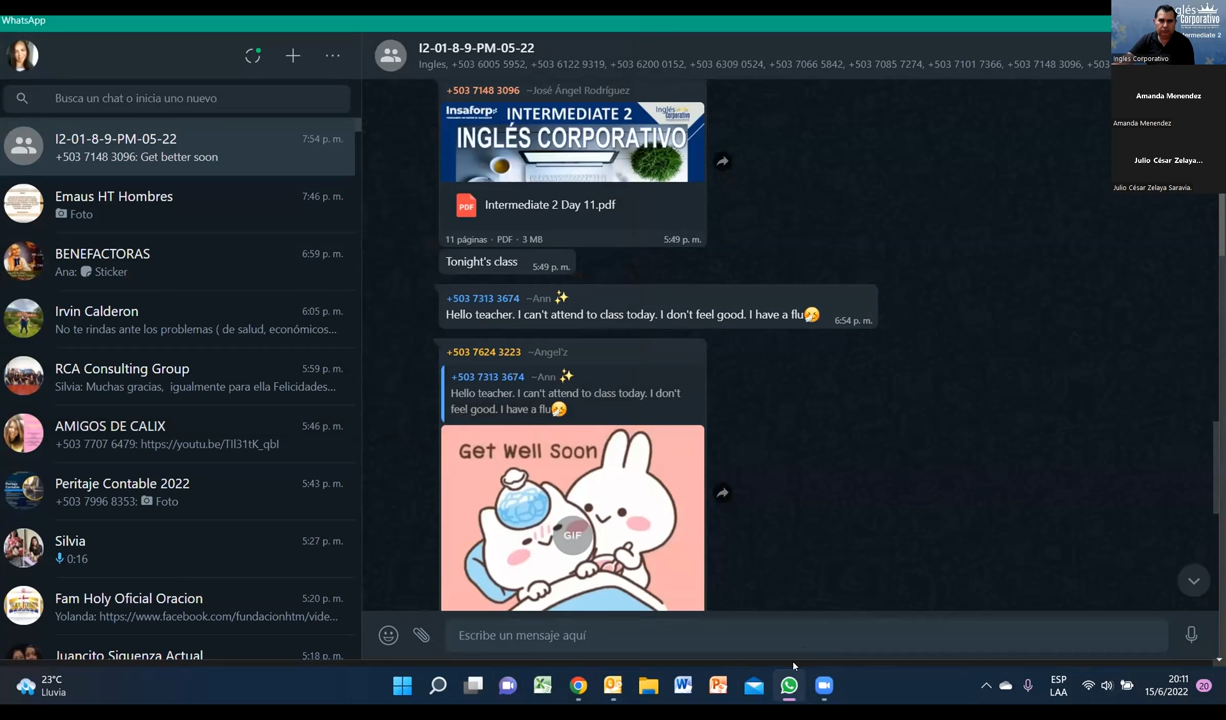 WhatsApp
Busca un chat o inicia uno nuevo
I2-01-8-9-PM-05-22
7:54 p. m.
+503 7148 3096: Get better soon
Emaus HT Hombres
7:46 p. m.
Foto
BENEFACTORAS
6:59 p. m.
Ana: Sticker
Irvin Calderon
6:05 p. m.
No te rindas ante los problemas ( de salud, económicos...
RCA Consulting Group
5:59 p. m.
Silvia: Muchas gracias, igualmente para ella Felicidades...
AMIGOS DE CALIX
5:46 p. m.
+503 7707 6479: https://youtu.be/TIl31tK_qbI
Peritaje Contable 2022
5:43 p. m.
+503 7996 8353: Foto
Silvia
5:27 p. m.
0:16
Fam Holy Oficial Oracion
5:20 p. m.
Yolanda: https://www.facebook.com/fundacionhtm/vide...
Juancito Siguenza Actual
5:18 p. m.
I2-01-8-9-PM-05-22
Ingles, +503 6005 5952, +503 6122 9319, +503 6200 0152, +503 6309 0524, +503 7066 5842, +503 7085 7274, +503 7101 7366, +503 7148 3096, +503
+503 7148 3096 ~José Ángel Rodríguez
Insaforp
INTERMEDIATE 2
Inglés Corporativo
INGLÉS CORPORATIVO
PDF
Intermediate 2 Day 11.pdf
11 páginas · PDF · 3 MB
5:49 p. m.
Tonight's class
5:49 p. m.
+503 7313 3674 ~Ann ✨
Hello teacher. I can't attend to class today. I don't feel good. I have a flu🤧
6:54 p. m.
+503 7624 3223 ~Angel'z
+503 7313 3674 ~Ann ✨
Hello teacher. I can't attend to class today. I don't
feel good. I have a flu🤧
Get Well Soon
GIF
Escribe un mensaje aquí
nglés
Corporativo
termediate 2
Inglés Corporativo
Amanda Menendez
Amanda Menendez
Julio César Zelaya...
Julio César Zelaya Saravia.
23°C
Lluvia
ESP
LAA
20:11
15/6/2022
20